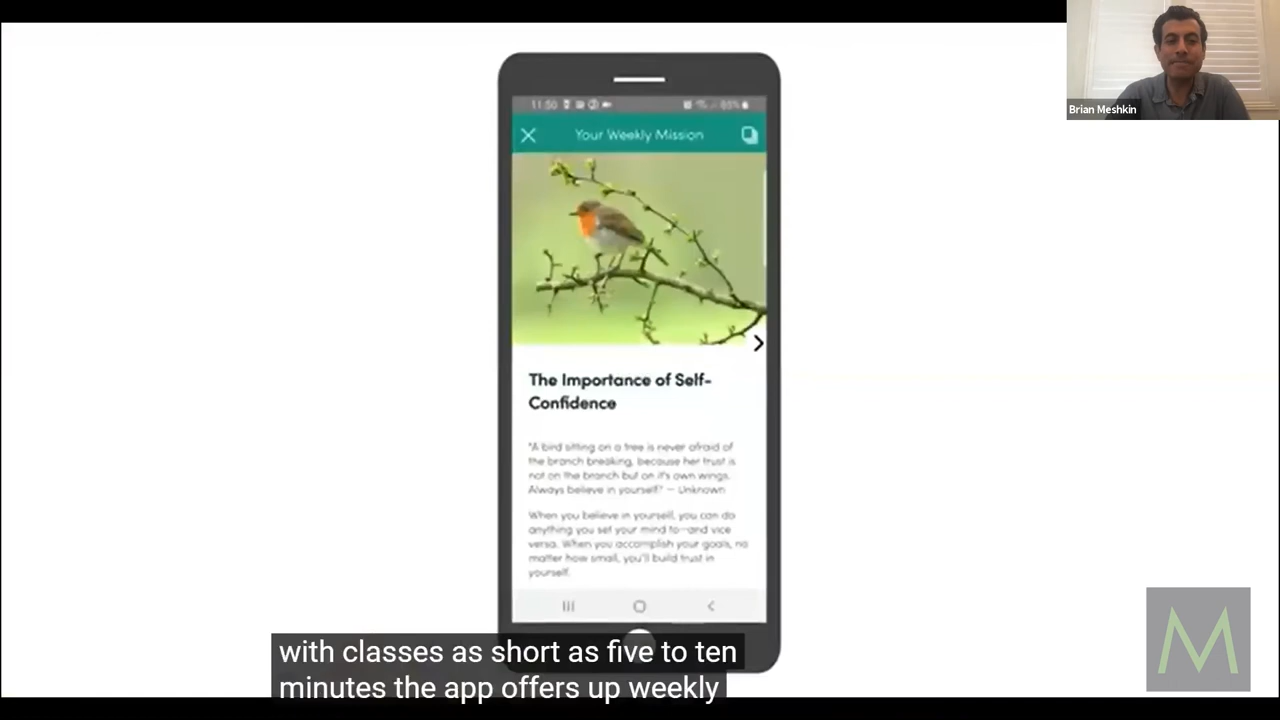 Brian Meshkin
11:50
Your Weekly Mission
The Importance of Self-
Confidence
"A bird sitting on a tree is never afraid of
the branch breaking, because her trust is
not on the branch but on it's own wings.
Always believe in yourself." — Unknown
When you believe in yourself, you can do
anything you set your mind to—and vice
versa. When you accomplish your goals, no
matter how small, you'll build trust in
yourself.
with classes as short as five to ten
minutes the app offers up weekly
M